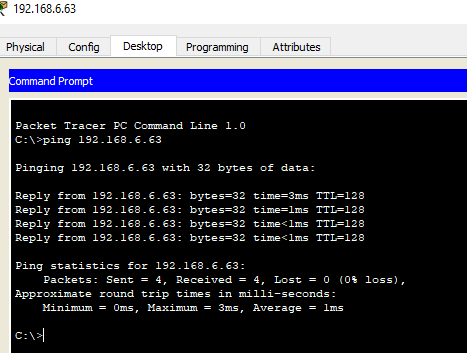 192.168.6.63
Physical Config Desktop Programming Attributes
Command Prompt
Packet Tracer PC Command Line 1.0
C:\>ping 192.168.6.63
Pinging 192.168.6.63 with 32 bytes of data:
Reply from 192.168.6.63: bytes=32 time=3ms TTL=128
Reply from 192.168.6.63: bytes=32 time=1ms TTL=128
Reply from 192.168.6.63: bytes=32 time<1ms TTL=128
Reply from 192.168.6.63: bytes=32 time<1ms TTL=128
Ping statistics for 192.168.6.63:
Packets: Sent = 4, Received = 4, Lost = 0 (0% loss),
Approximate round trip times in milli-seconds:
Minimum = 0ms, Maximum = 3ms, Average = 1ms
C:\>